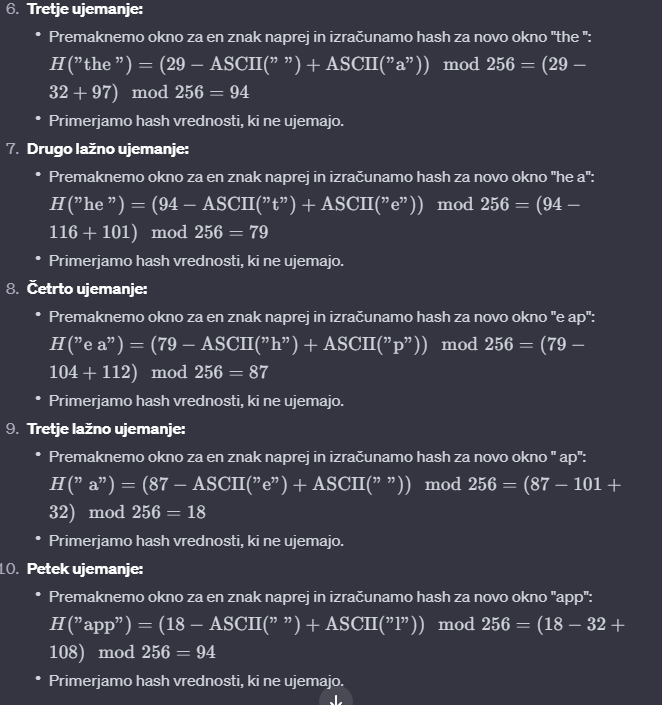 6. Tretje ujemanje:
• Premaknemo okno za en znak naprej in izračunamo hash za novo okno "the ":
H("the ") = (29 − ASCII(" ") + ASCII("a")) mod 256 = (29 −
32 + 97) mod 256 = 94
• Primerjamo hash vrednosti, ki ne ujemajo.
7. Drugo lažno ujemanje:
• Premaknemo okno za en znak naprej in izračunamo hash za novo okno "he a":
H("he ") = (94 − ASCII("t") + ASCII("e")) mod 256 = (94 −
116 + 101) mod 256 = 79
• Primerjamo hash vrednosti, ki ne ujemajo.
8. Četrto ujemanje:
• Premaknemo okno za en znak naprej in izračunamo hash za novo okno "e ap":
H("e a") = (79 − ASCII("h") + ASCII("p")) mod 256 = (79 −
104 + 112) mod 256 = 87
• Primerjamo hash vrednosti, ki ne ujemajo.
9. Tretje lažno ujemanje:
• Premaknemo okno za en znak naprej in izračunamo hash za novo okno " ap":
H(" a") = (87 − ASCII("e") + ASCII(" ")) mod 256 = (87 − 101 +
32) mod 256 = 18
• Primerjamo hash vrednosti, ki ne ujemajo.
10. Petek ujemanje:
• Premaknemo okno za en znak naprej in izračunamo hash za novo okno "app":
H("app") = (18 − ASCII(" ") + ASCII("l")) mod 256 = (18 − 32 +
108) mod 256 = 94
• Primerjamo hash vrednosti, ki ne ujemajo.